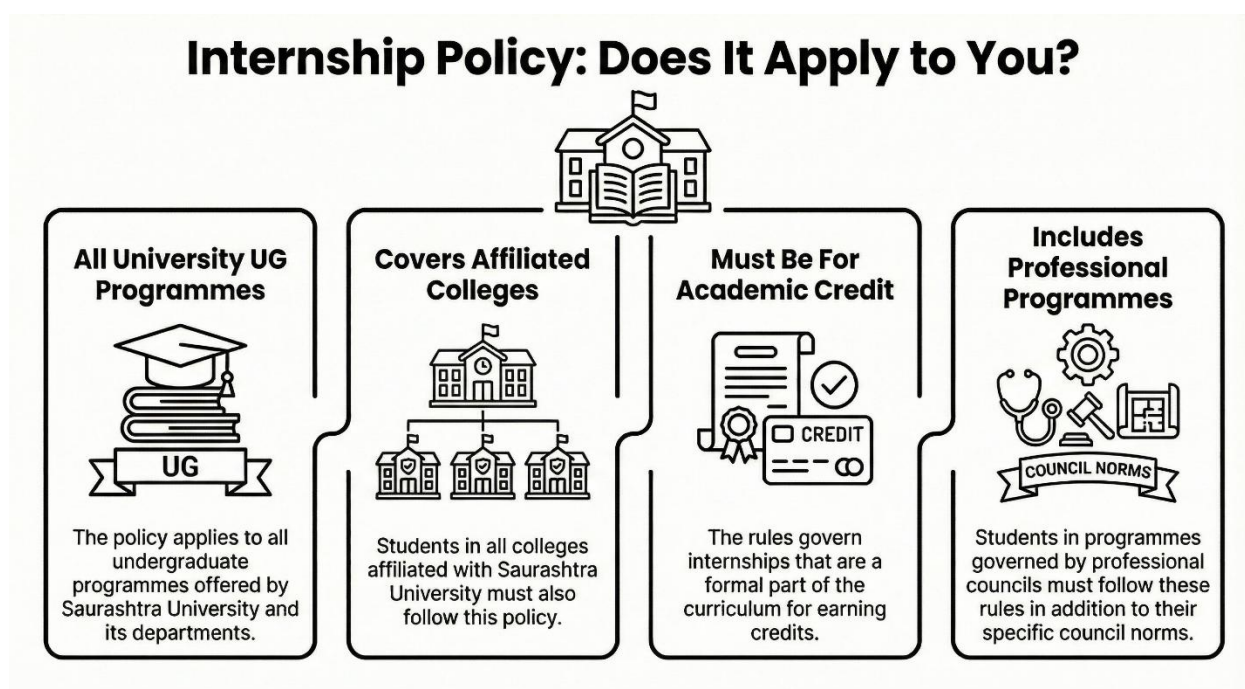 Internship Policy: Does It Apply to You?
All University UG
Programmes
UG
The policy applies to all
undergraduate
programmes offered by
Saurashtra University and
its departments.
Covers Affiliated
Colleges
Students in all colleges
affiliated with Saurashtra
University must also
follow this policy.
Must Be For
Academic Credit
CREDIT
The rules govern
internships that are a
formal part of the
curriculum for earning
credits.
Includes
Professional
Programmes
COUNCIL NORMS
Students in programmes
governed by professional
councils must follow these
rules in addition to their
specific council norms.